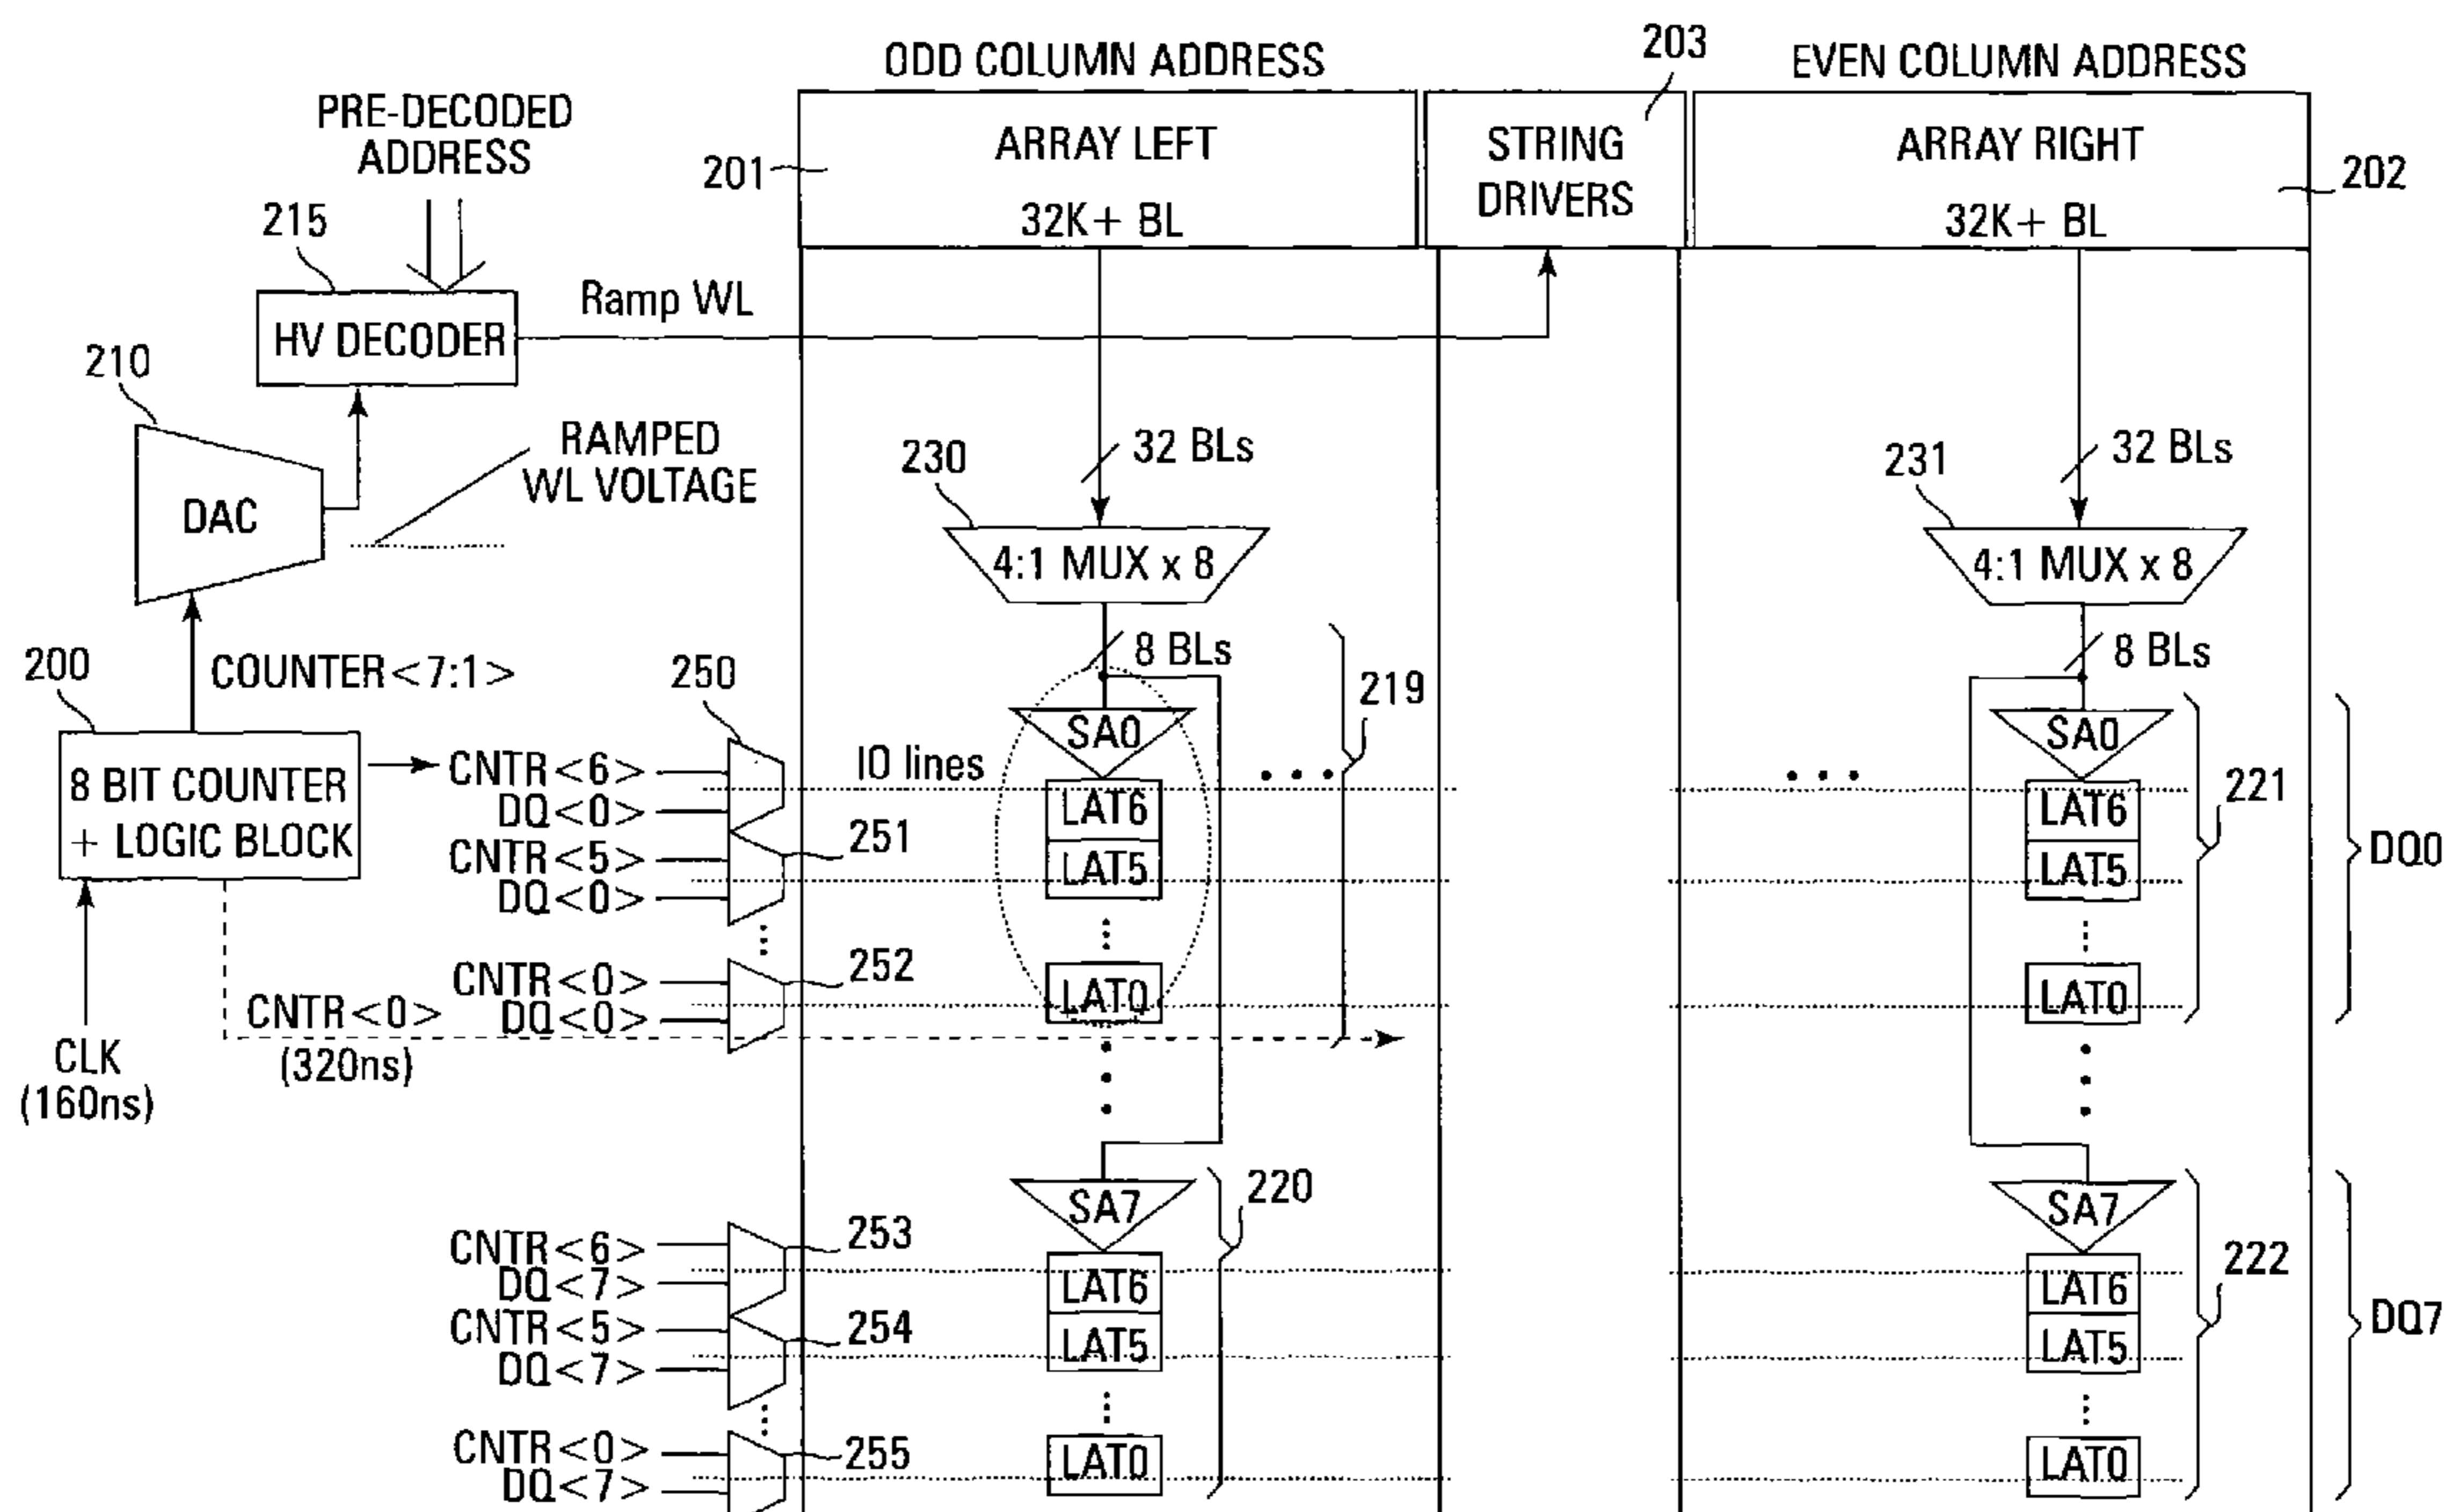 ODD COLUMN ADDRESS
203
EVEN COLUMN ADDRESS
PRE-DECODED
ADDRESS
201
ARRAY LEFT
32K+ BL
STRING
DRIVERS
ARRAY RIGHT
32K+ BL
202
215
HV DECODER
Ramp WL
210
DAC
RAMPED
WL VOLTAGE
230
32 BLs
4:1 MUX x 8
8 BLs
231
32 BLs
4:1 MUX x 8
8 BLs
200
COUNTER<7:1>
8 BIT COUNTER
+ LOGIC BLOCK
CLK
(160ns)
CNTR<0>
(320ns)
250
CNTR<6>
DQ<0>
CNTR<5>
DQ<0>
251
CNTR<0>
DQ<0>
252
IO lines
SA0
LAT6
LAT5
LAT0
219
SA0
LAT6
LAT5
LAT0
221
DQ0
CNTR<6>
DQ<7>
253
CNTR<5>
DQ<7>
254
CNTR<0>
DQ<7>
255
SA7
LAT6
LAT5
LAT0
220
SA7
LAT6
LAT5
LAT0
222
DQ7